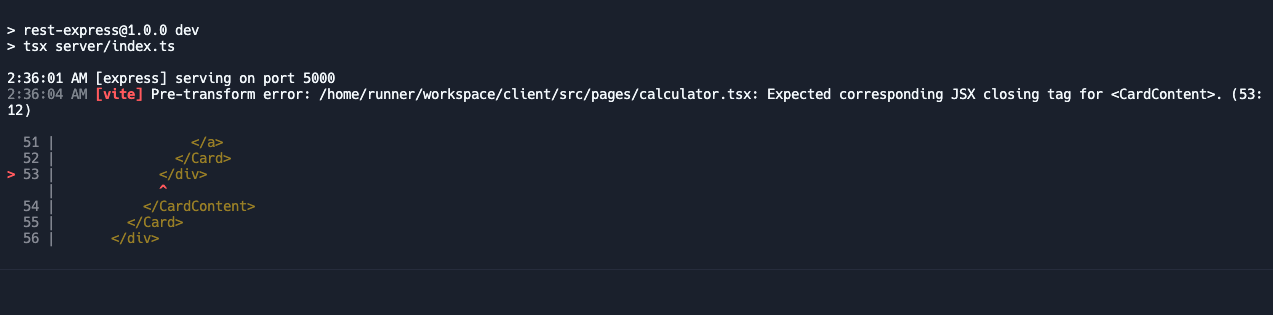 > rest-express@1.0.0 dev
> tsx server/index.ts
2:36:01 AM [express] serving on port 5000
2:36:04 AM [vite] Pre-transform error: /home/runner/workspace/client/src/pages/calculator.tsx: Expected corresponding JSX closing tag for <CardContent>. (53:
12)
  51 |                 </a>
  52 |               </Card>
> 53 |             </div>
     |             ^
  54 |           </CardContent>
  55 |         </Card>
  56 |       </div>